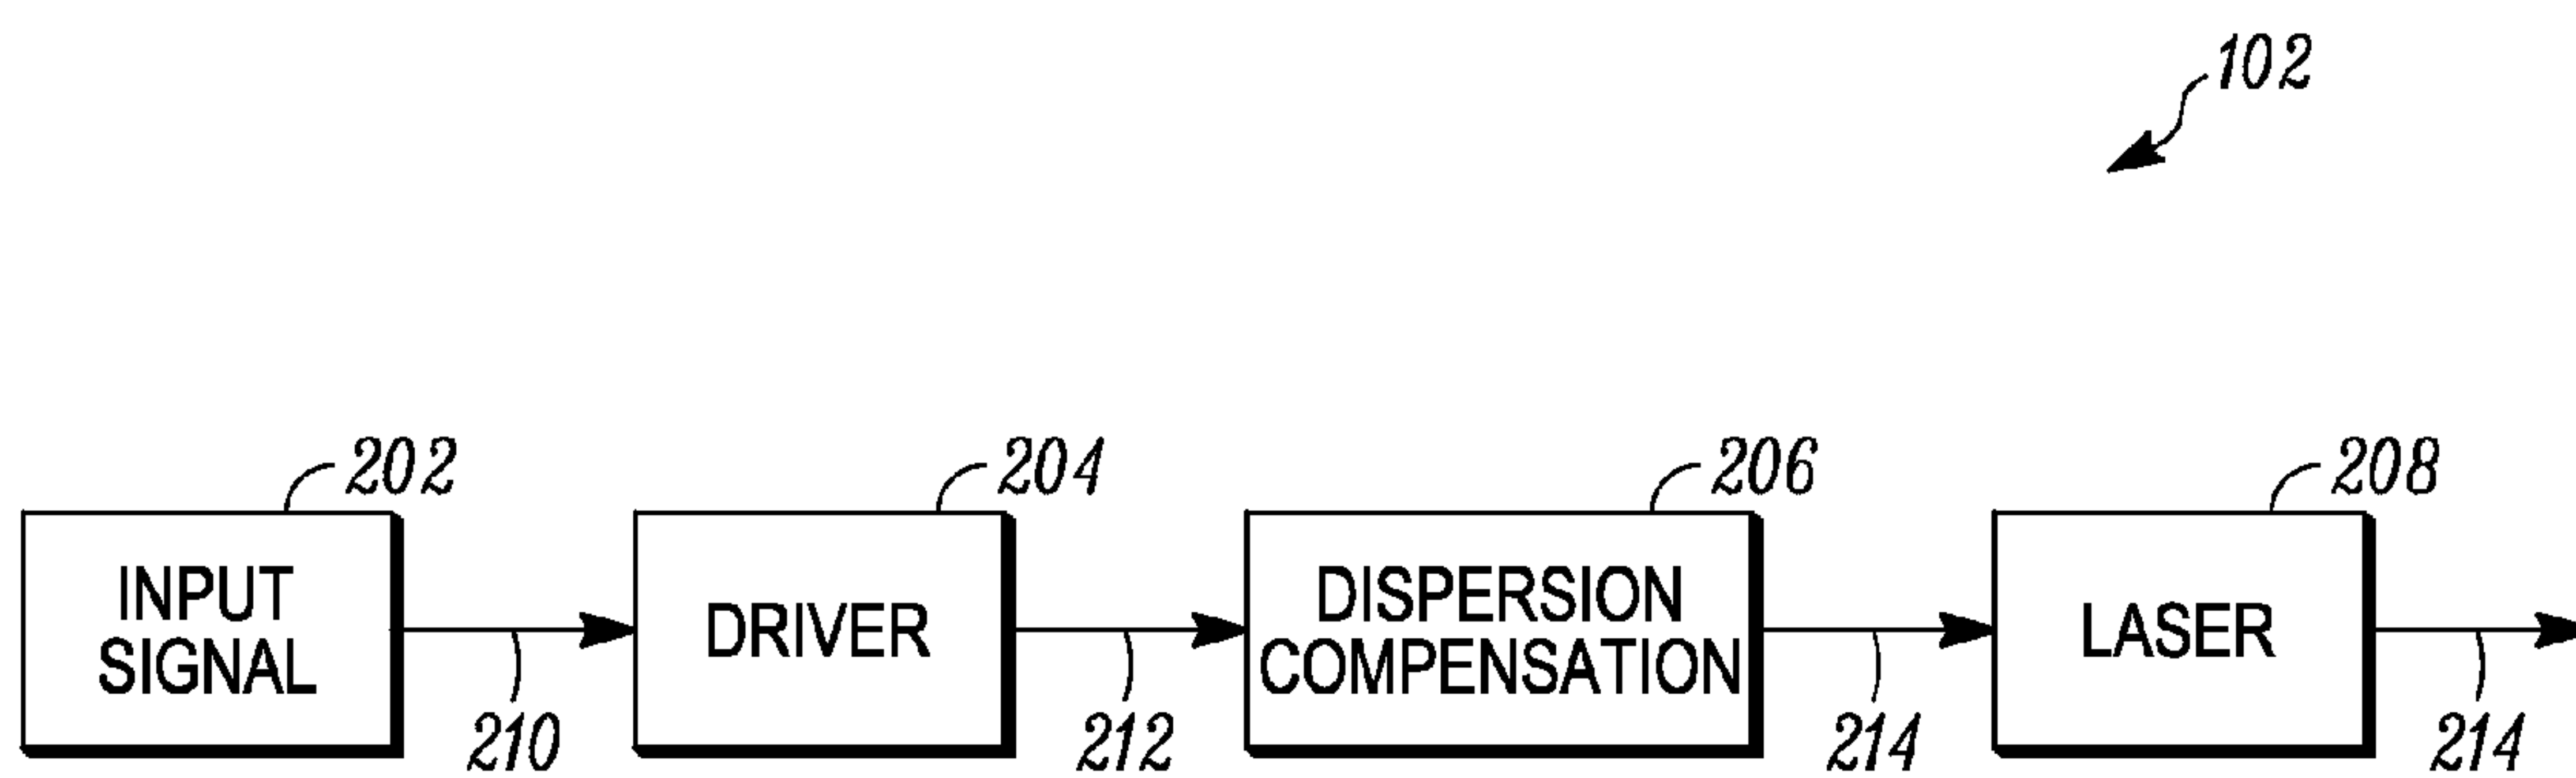 102
202
204
206
208
INPUT
SIGNAL
DRIVER
DISPERSION
COMPENSATION
LASER
210
212
214
214